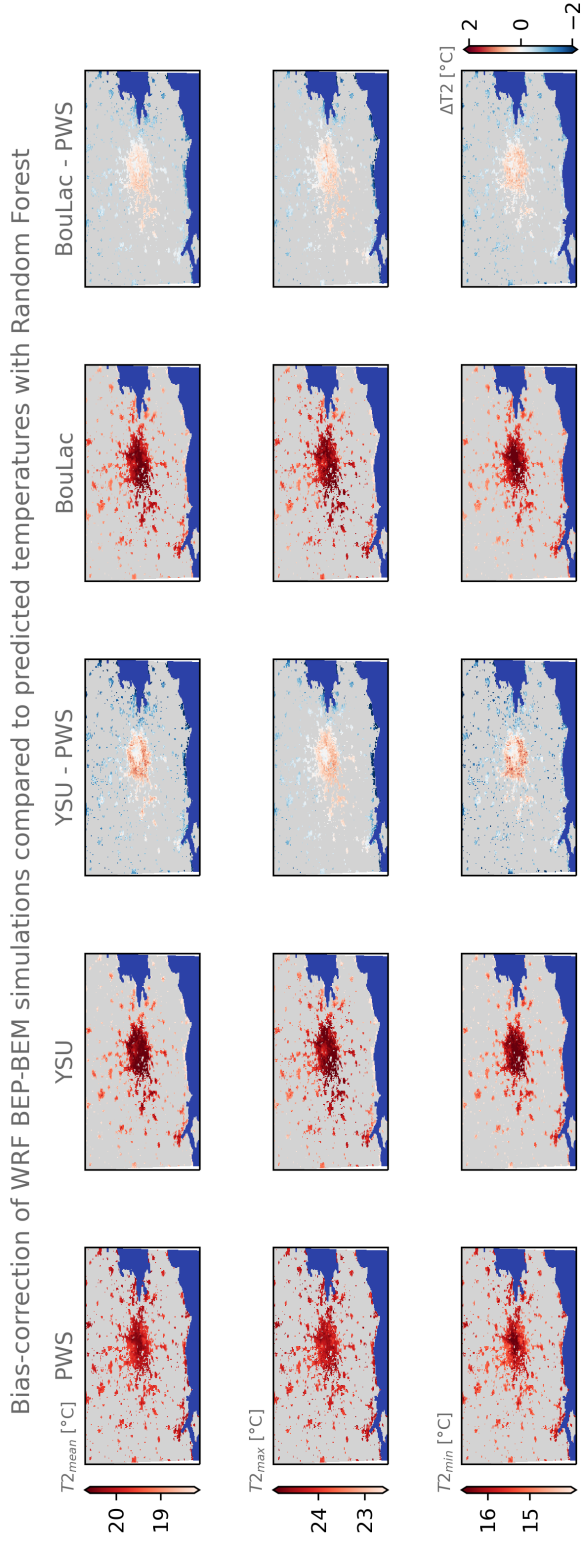 Bias-correction of WRF BEP-BEM simulations compared to predicted temperatures with Random Forest
PWS
YSU
YSU - PWS
BouLac
BouLac - PWS
T2mean [°C]
20
19
T2max [°C]
24
23
T2min [°C]
16
15
ΔT2 [°C]
2
0
−2